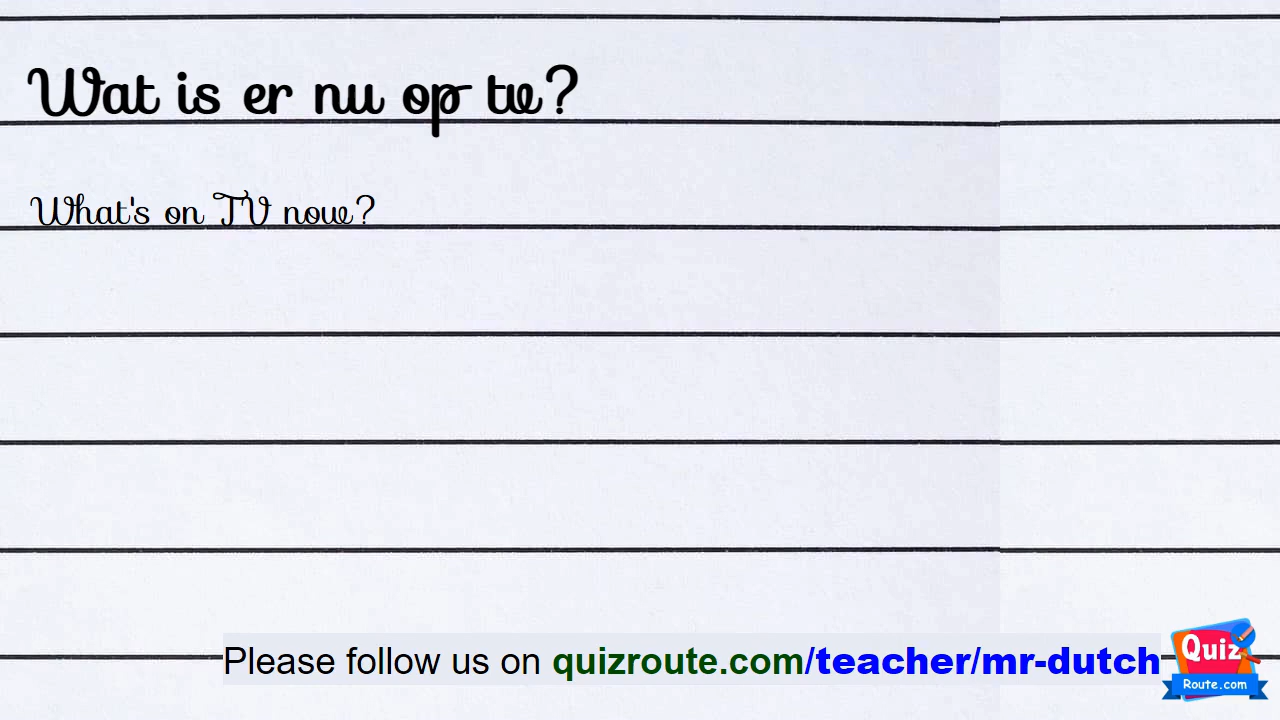 Wat is er nu op tv?
What's on TV now?
Please follow us on quizroute.com/teacher/mr-dutch
Quiz
Route.com